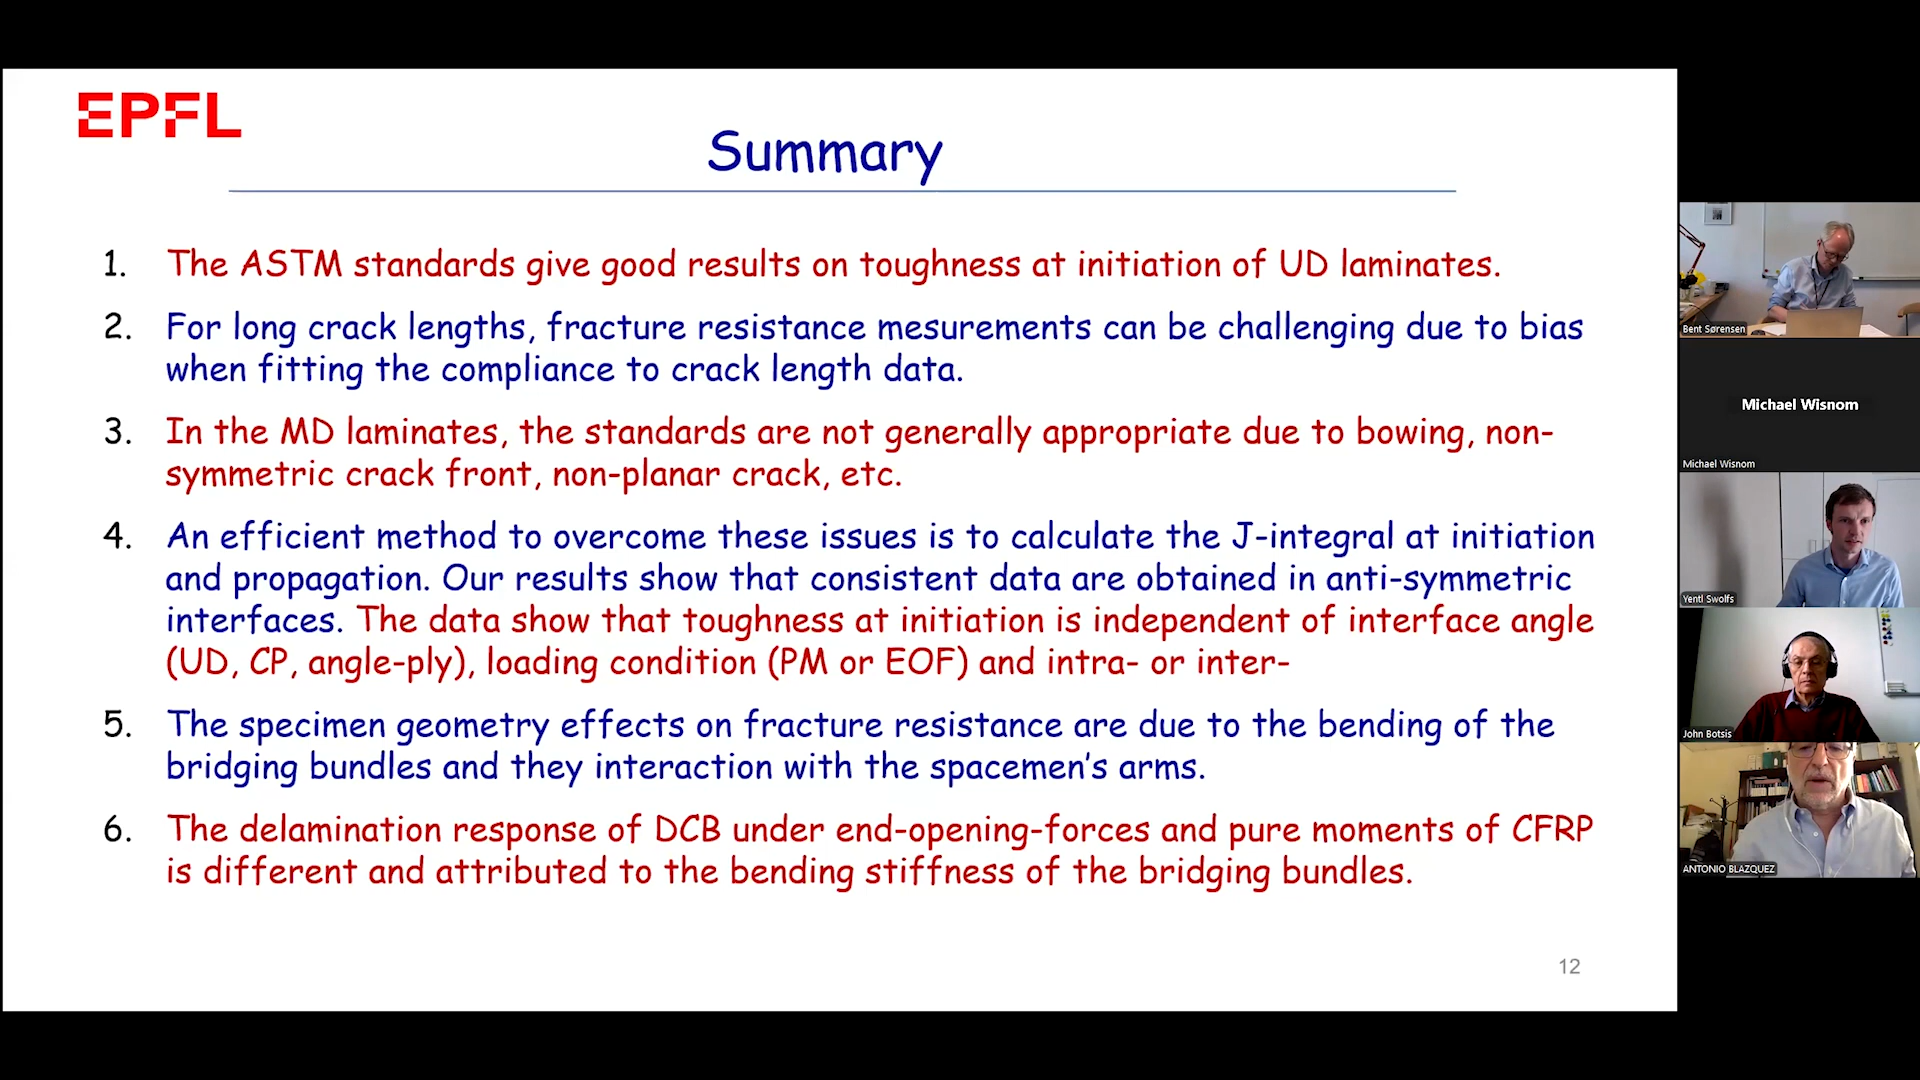 EPFL
Summary
1. The ASTM standards give good results on toughness at initiation of UD laminates.
2. For long crack lengths, fracture resistance mesurements can be challenging due to bias
when fitting the compliance to crack length data.
3. In the MD laminates, the standards are not generally appropriate due to bowing, non-
symmetric crack front, non-planar crack, etc.
4. An efficient method to overcome these issues is to calculate the J-integral at initiation
and propagation. Our results show that consistent data are obtained in anti-symmetric
interfaces. The data show that toughness at initiation is independent of interface angle
(UD, CP, angle-ply), loading condition (PM or EOF) and intra- or inter-
5. The specimen geometry effects on fracture resistance are due to the bending of the
bridging bundles and they interaction with the spacemen's arms.
6. The delamination response of DCB under end-opening-forces and pure moments of CFRP
is different and attributed to the bending stiffness of the bridging bundles.
12
Bent Sørensen
Michael Wisnom
Michael Wisnom
Yentl Swolfs
John Botsis
ANTONIO BLAZQUEZ